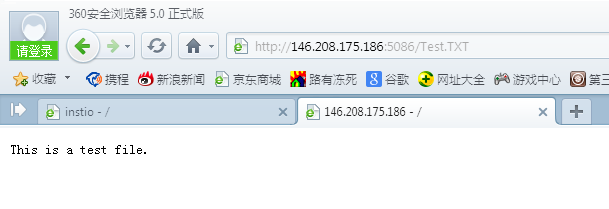 360安全浏览器 5.0 正式版
请登录
http://146.208.175.186:5086/Test.TXT
收藏 携程 新浪新闻 京东商城 路有冻死 谷歌 网址大全 游戏中心 第三
instio - / 146.208.175.186 - /
This is a test file.